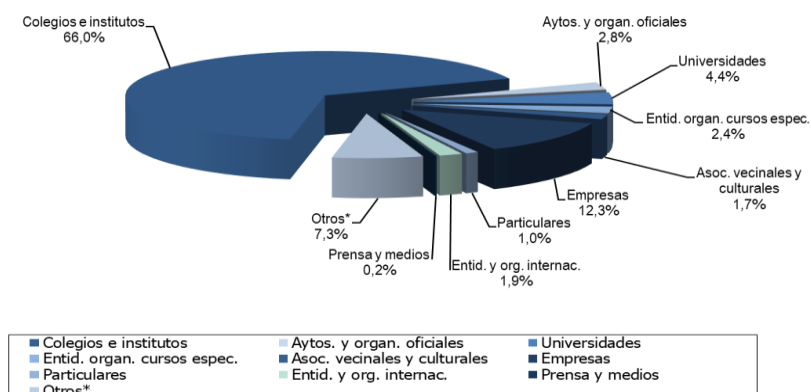 Colegios e institutos
66,0%
Aytos. y organ. oficiales
2,8%
Universidades
4,4%
Entid. organ. cursos espec.
2,4%
Asoc. vecinales y
culturales
1,7%
Empresas
12,3%
Particulares
1,0%
Entid. y org. internac.
1,9%
Prensa y medios
0,2%
Otros*
7,3%
Colegios e institutos
Aytos. y organ. oficiales
Universidades
Entid. organ. cursos espec.
Asoc. vecinales y culturales
Empresas
Particulares
Entid. y org. internac.
Prensa y medios
Otros*